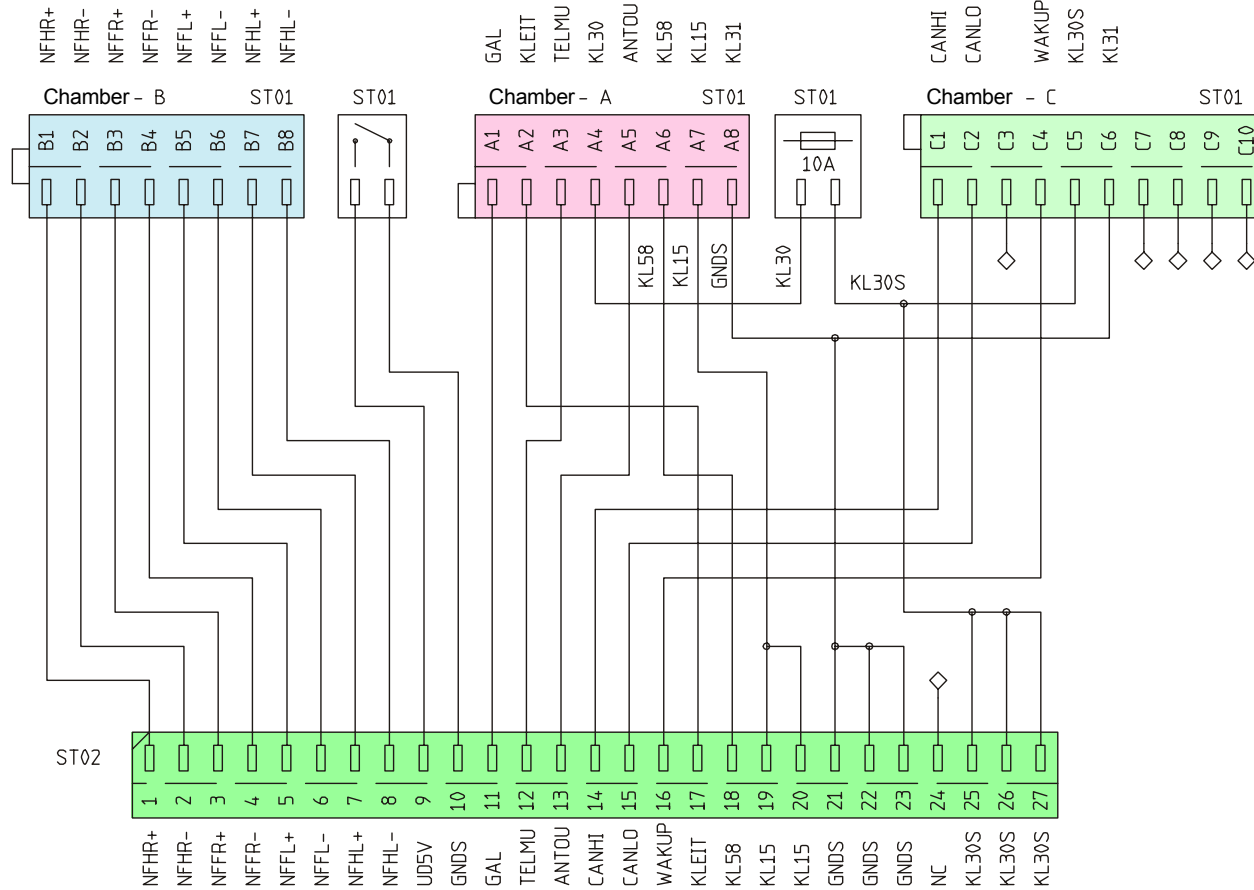 NFHR+ NFHR- NFFR+ NFFR- NFFL+ NFFL- NFHL+ NFHL-
GAL KLEIT TELMU KL30 ANTOU KL58 KL15 KL31
CANHI CANLO WAKUP KL30S Kl31
Chamber - B ST01
ST01
Chamber - A ST01
ST01
Chamber - C ST01
B1 B2 B3 B4 B5 B6 B7 B8
A1 A2 A3 A4 A5 A6 A7 A8
10A
C1 C2 C3 C4 C5 C6 C7 C8 C9 C10
KL58 KL15 GNDS KL30
KL30S
ST02
1 2 3 4 5 6 7 8 9 10 11 12 13 14 15 16 17 18 19 20 21 22 23 24 25 26 27
NFHR+ NFHR- NFFR+ NFFR- NFFL+ NFFL- NFHL+ NFHL- UD5V GNDS GAL TELMU ANTOU CANHI CANLO WAKUP KLEIT KL58 KL15 KL15 GNDS GNDS GNDS NC KL30S KL30S KL30S